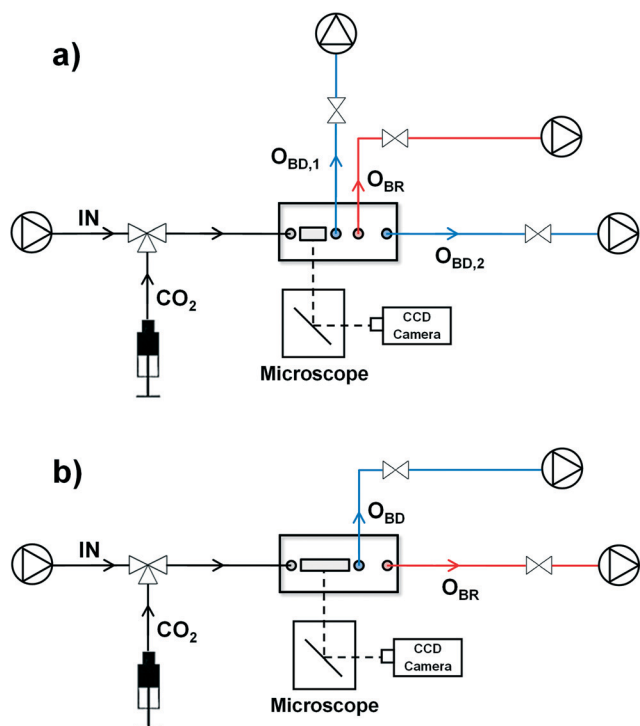 a)
O_BD,1
O_BR
IN
O_BD,2
CO₂
CCD
Camera
Microscope
b)
O_BD
IN
O_BR
CO₂
CCD
Camera
Microscope